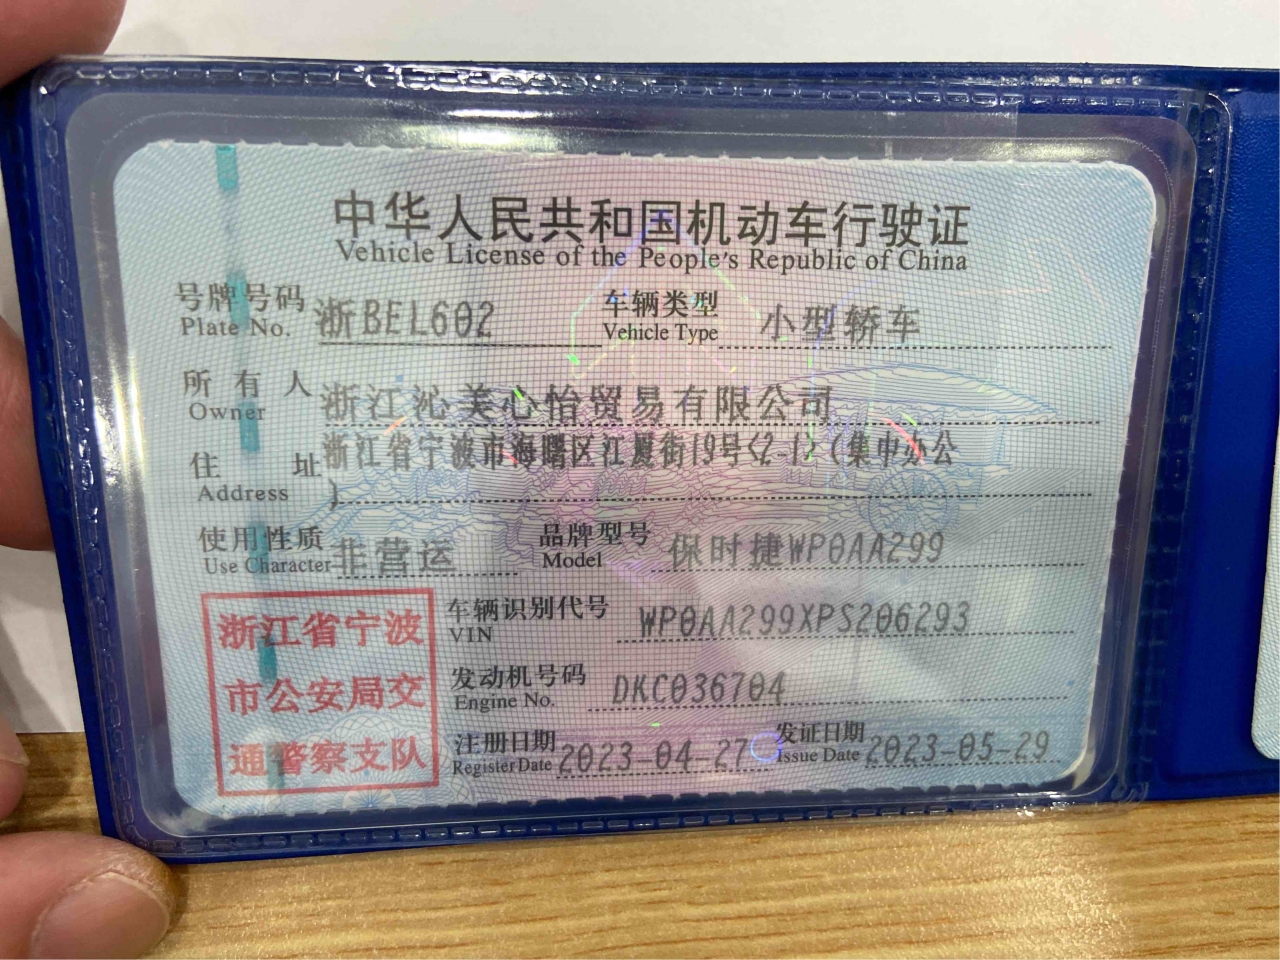 中华人民共和国机动车行驶证
Vehicle License of the People's Republic of China
号牌号码 浙BEL602 车辆类型 小型轿车
Plate No. Vehicle Type
所有人 浙江沁美心怡贸易有限公司
Owner
住址 浙江省宁波市海曙区江厦街19号<2-1>(集中办公
Address )
使用性质 非营运 品牌型号 保时捷WP0AA299
Use Character Model
车辆识别代号 WP0AA299XPS206293
VIN
发动机号码 DKC036704
Engine No.
注册日期 2023-04-27 发证日期 2023-05-29
Register Date Issue Date
浙江省宁波
市公安局交
通警察支队